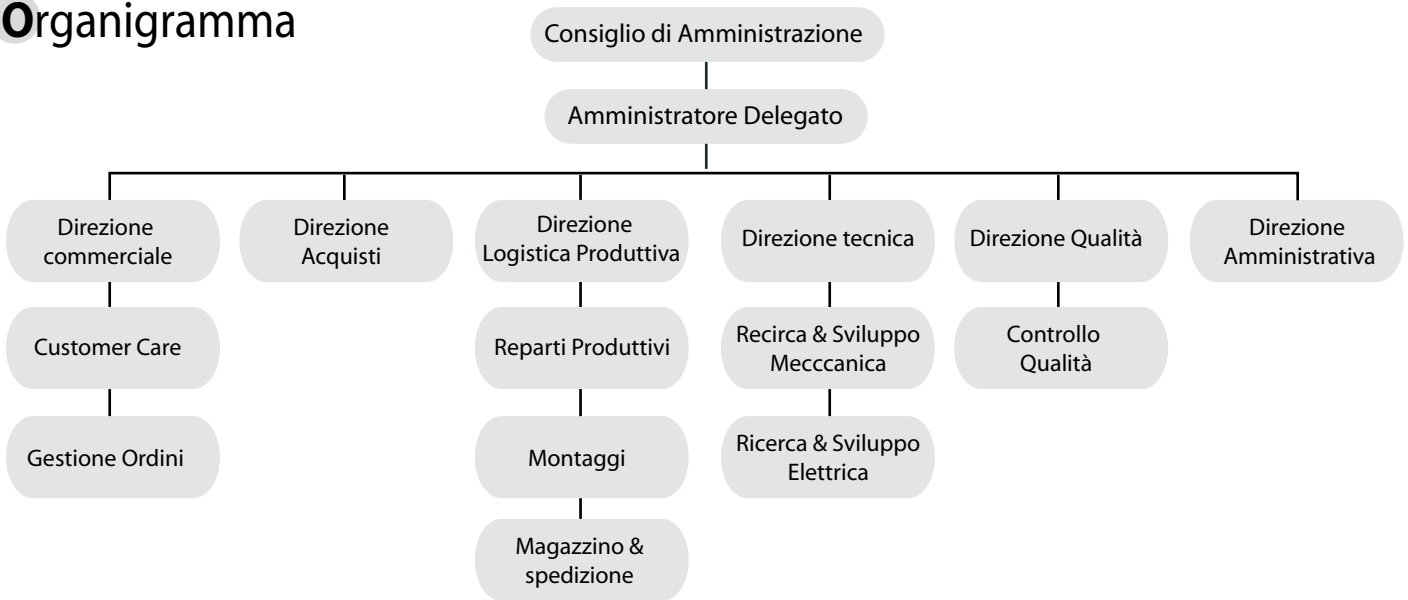 Organigramma
Consiglio di Amministrazione
Amministratore Delegato
Direzione
commerciale
Direzione
Acquisti
Direzione
Logistica Produttiva
Direzione tecnica
Direzione Qualità
Direzione
Amministrativa
Customer Care
Reparti Produttivi
Recirca & Sviluppo
Mecccanica
Controllo
Qualità
Gestione Ordini
Montaggi
Ricerca & Sviluppo
Elettrica
Magazzino &
spedizione